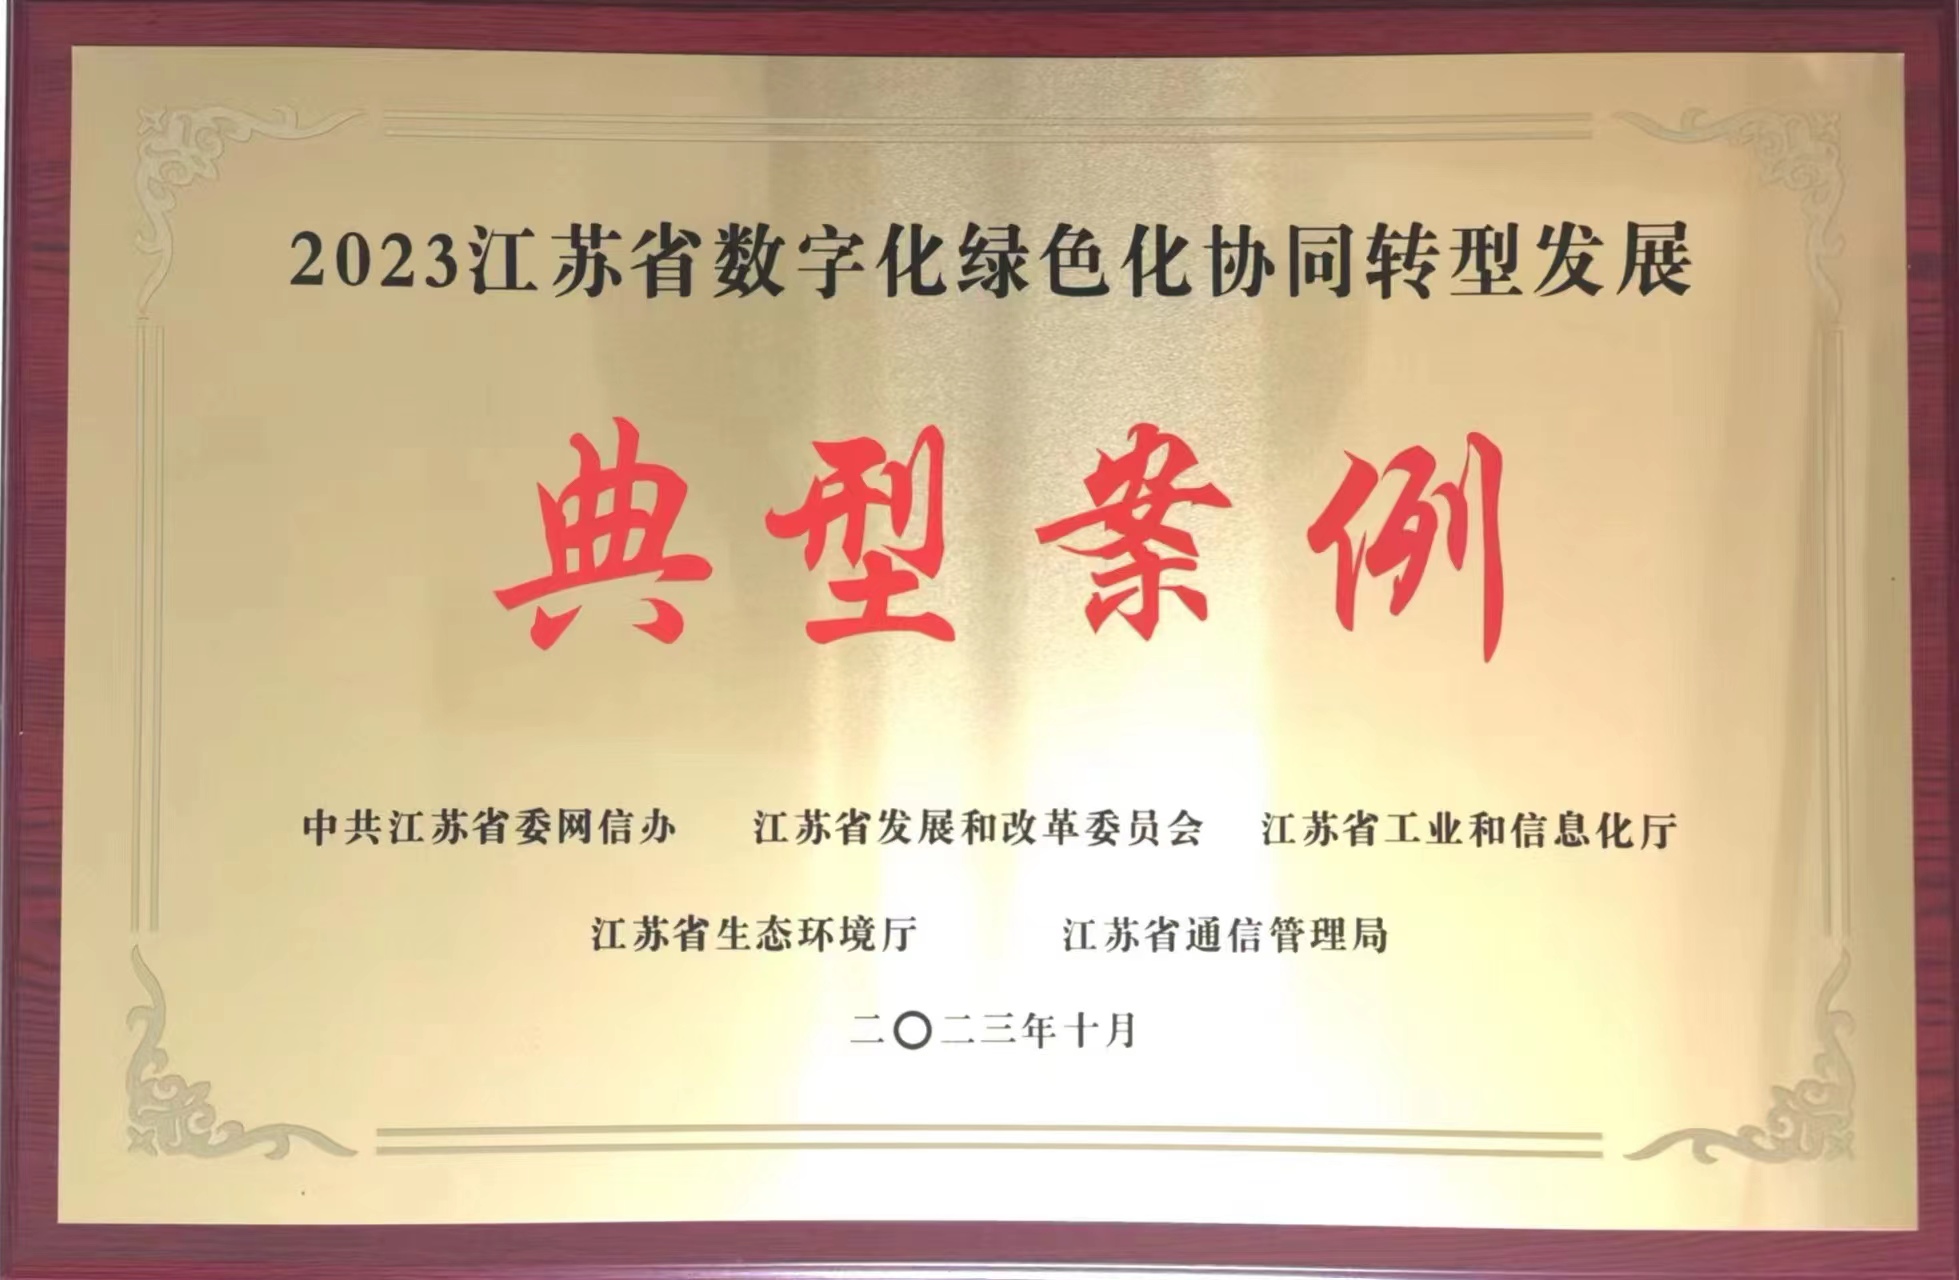 2023江苏省数字化绿色化协同转型发展
典型案例
中共江苏省委网信办 江苏省发展和改革委员会 江苏省工业和信息化厅
江苏省生态环境厅 江苏省通信管理局
二〇二三年十月